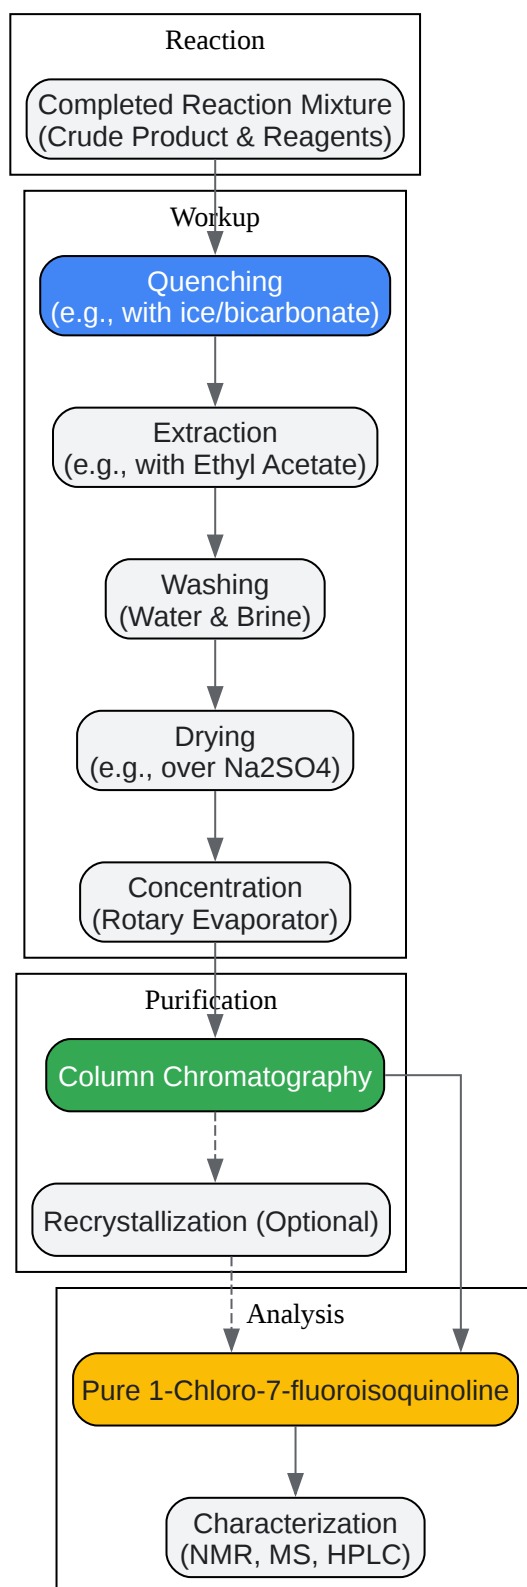 Reaction
Completed Reaction Mixture
(Crude Product & Reagents)
Workup
Quenching
(e.g., with ice/bicarbonate)
Extraction
(e.g., with Ethyl Acetate)
Washing
(Water & Brine)
Drying
(e.g., over Na2SO4)
Concentration
(Rotary Evaporator)
Purification
Column Chromatography
Recrystallization (Optional)
Analysis
Pure 1-Chloro-7-fluoroisoquinoline
Characterization
(NMR, MS, HPLC)